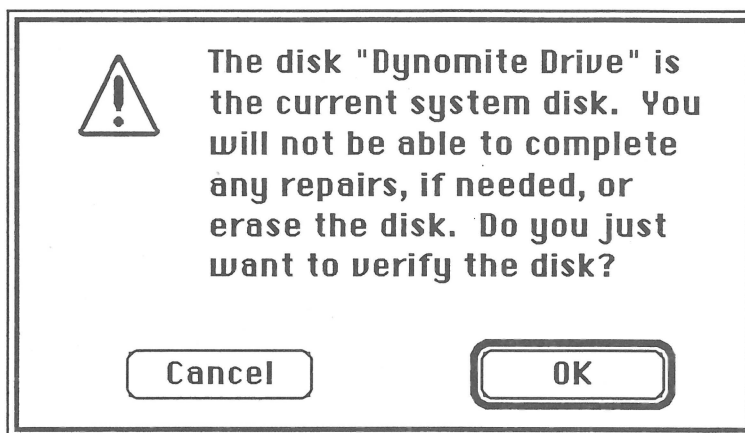 The disk "Dynomite Drive" is
the current system disk.  You
will not be able to complete
any repairs, if needed, or
erase the disk.  Do you just
want to verify the disk?
Cancel
OK